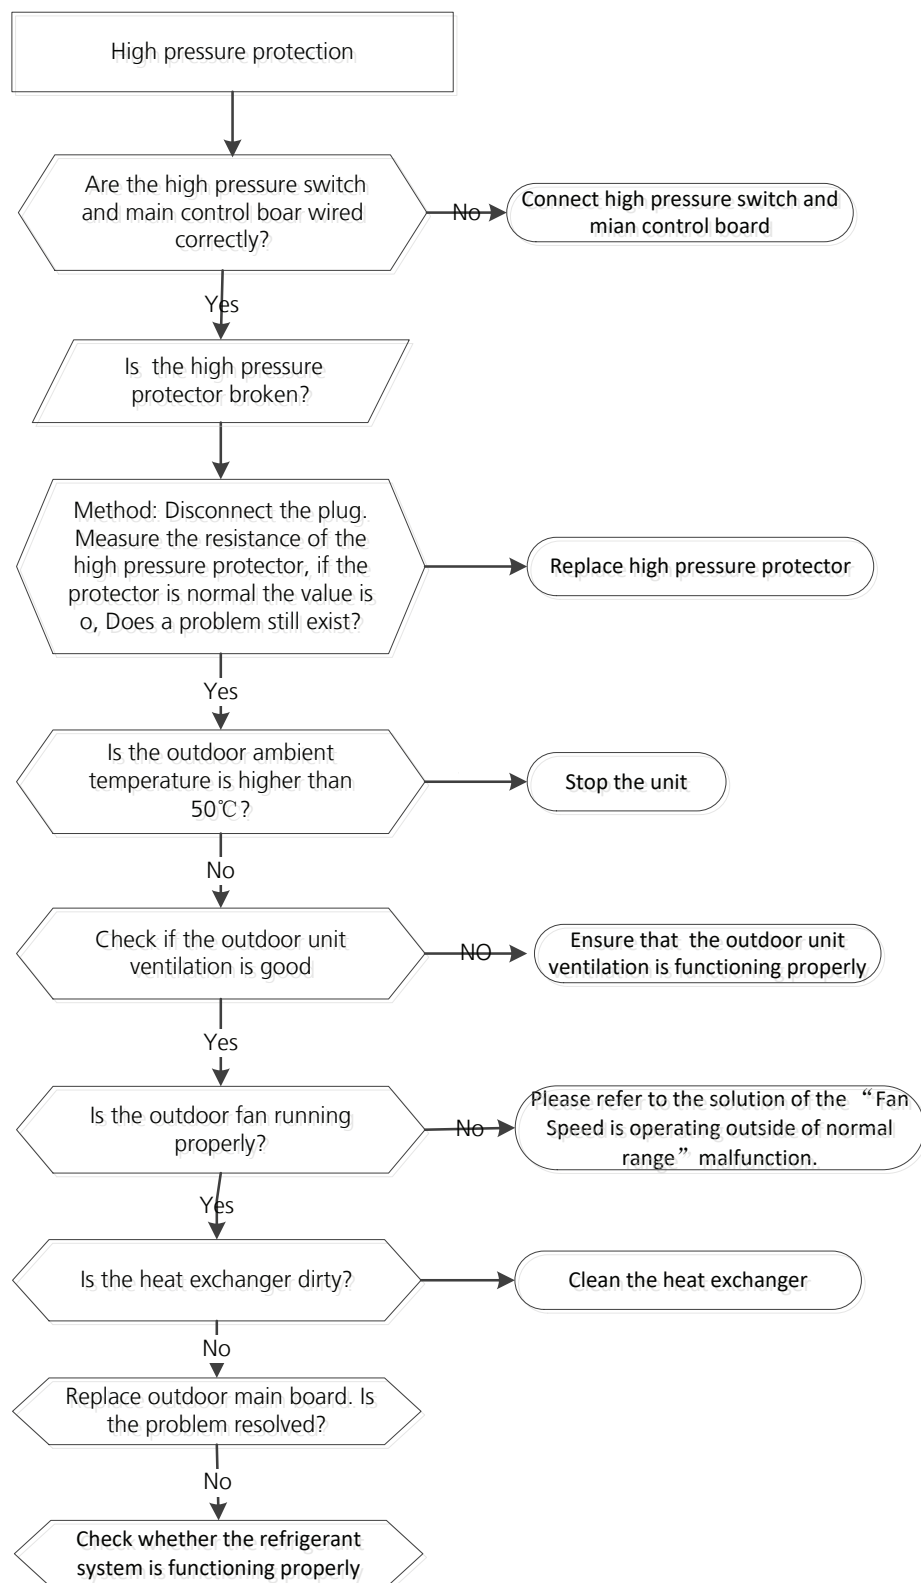 High pressure protection
Are the high pressure switch
and main control boar wired
correctly?
No
Connect high pressure switch and
mian control board
Yes
Is the high pressure
protector broken?
Method: Disconnect the plug.
Measure the resistance of the
high pressure protector, if the
protector is normal the value is
o, Does a problem still exist?
Replace high pressure protector
Yes
Is the outdoor ambient
temperature is higher than
50℃?
Stop the unit
No
Check if the outdoor unit
ventilation is good
NO
Ensure that the outdoor unit
ventilation is functioning properly
Yes
Is the outdoor fan running
properly?
No
Please refer to the solution of the “Fan
Speed is operating outside of normal
range” malfunction.
Yes
Is the heat exchanger dirty?
Clean the heat exchanger
No
Replace outdoor main board. Is
the problem resolved?
No
Check whether the refrigerant
system is functioning properly